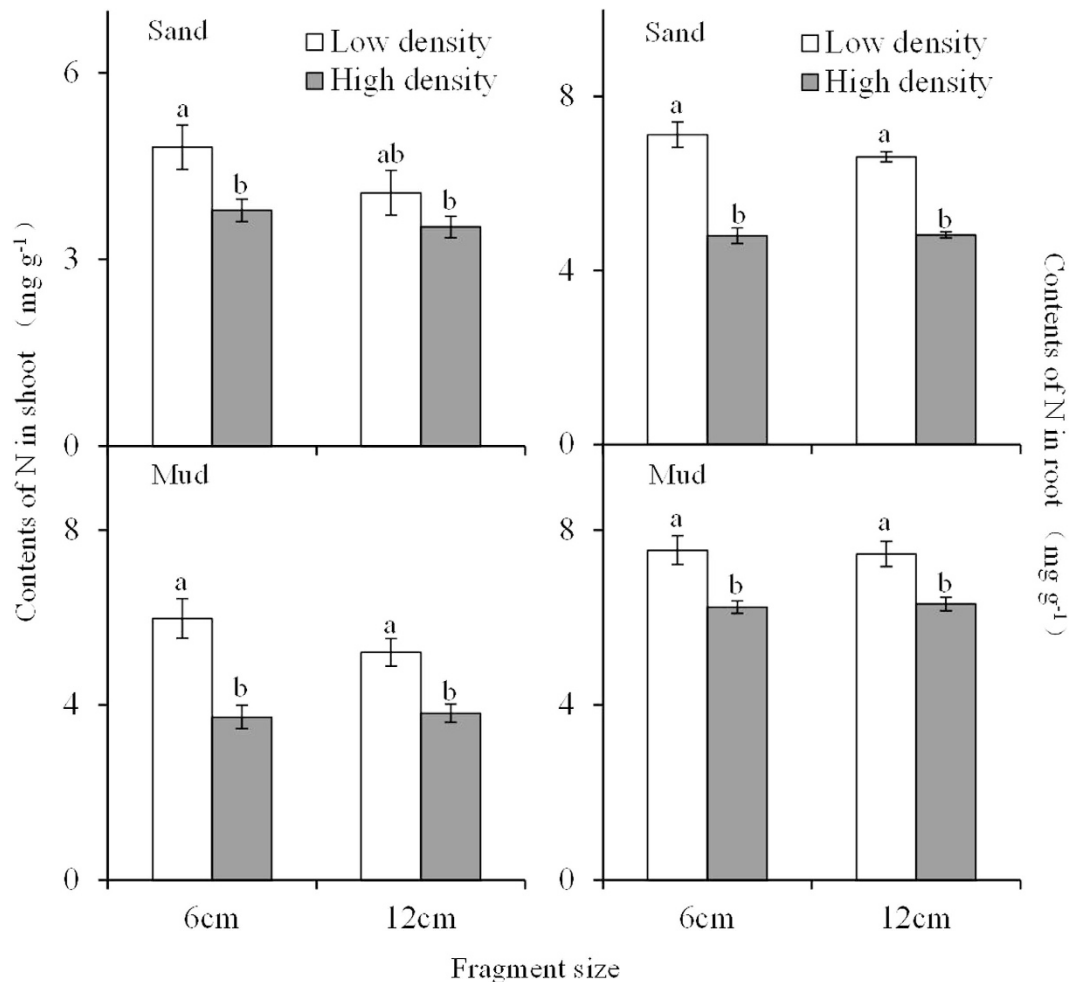 Sand
Low density
High density
6
3
0
a
b
ab
b
Contents of N in shoot (mg g⁻¹)
Sand
Low density
High density
8
4
0
a
b
a
b
Contents of N in root (mg g⁻¹)
Mud
8
4
0
a
b
a
b
6cm
12cm
Mud
8
4
0
a
b
a
b
6cm
12cm
Fragment size